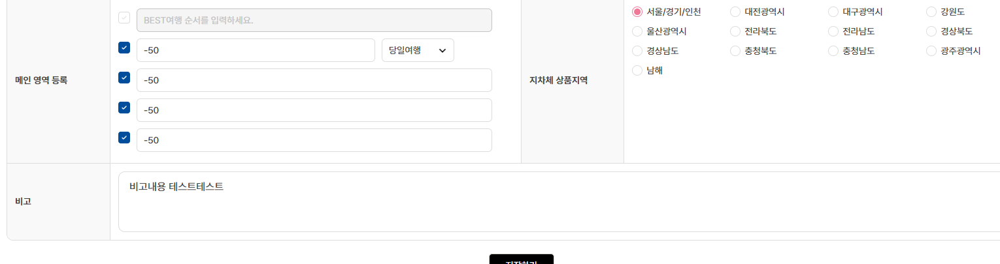 메인 영역 등록
BEST여행 순서를 입력하세요.
-50 당일여행
-50
-50
-50
지차체 상품지역
서울/경기/인천 대전광역시 대구광역시 강원도
울산광역시 전라북도 전라남도 경상북도
경상남도 충청북도 충청남도 광주광역시
남해
비고
비고내용 테스트테스트
저장하기